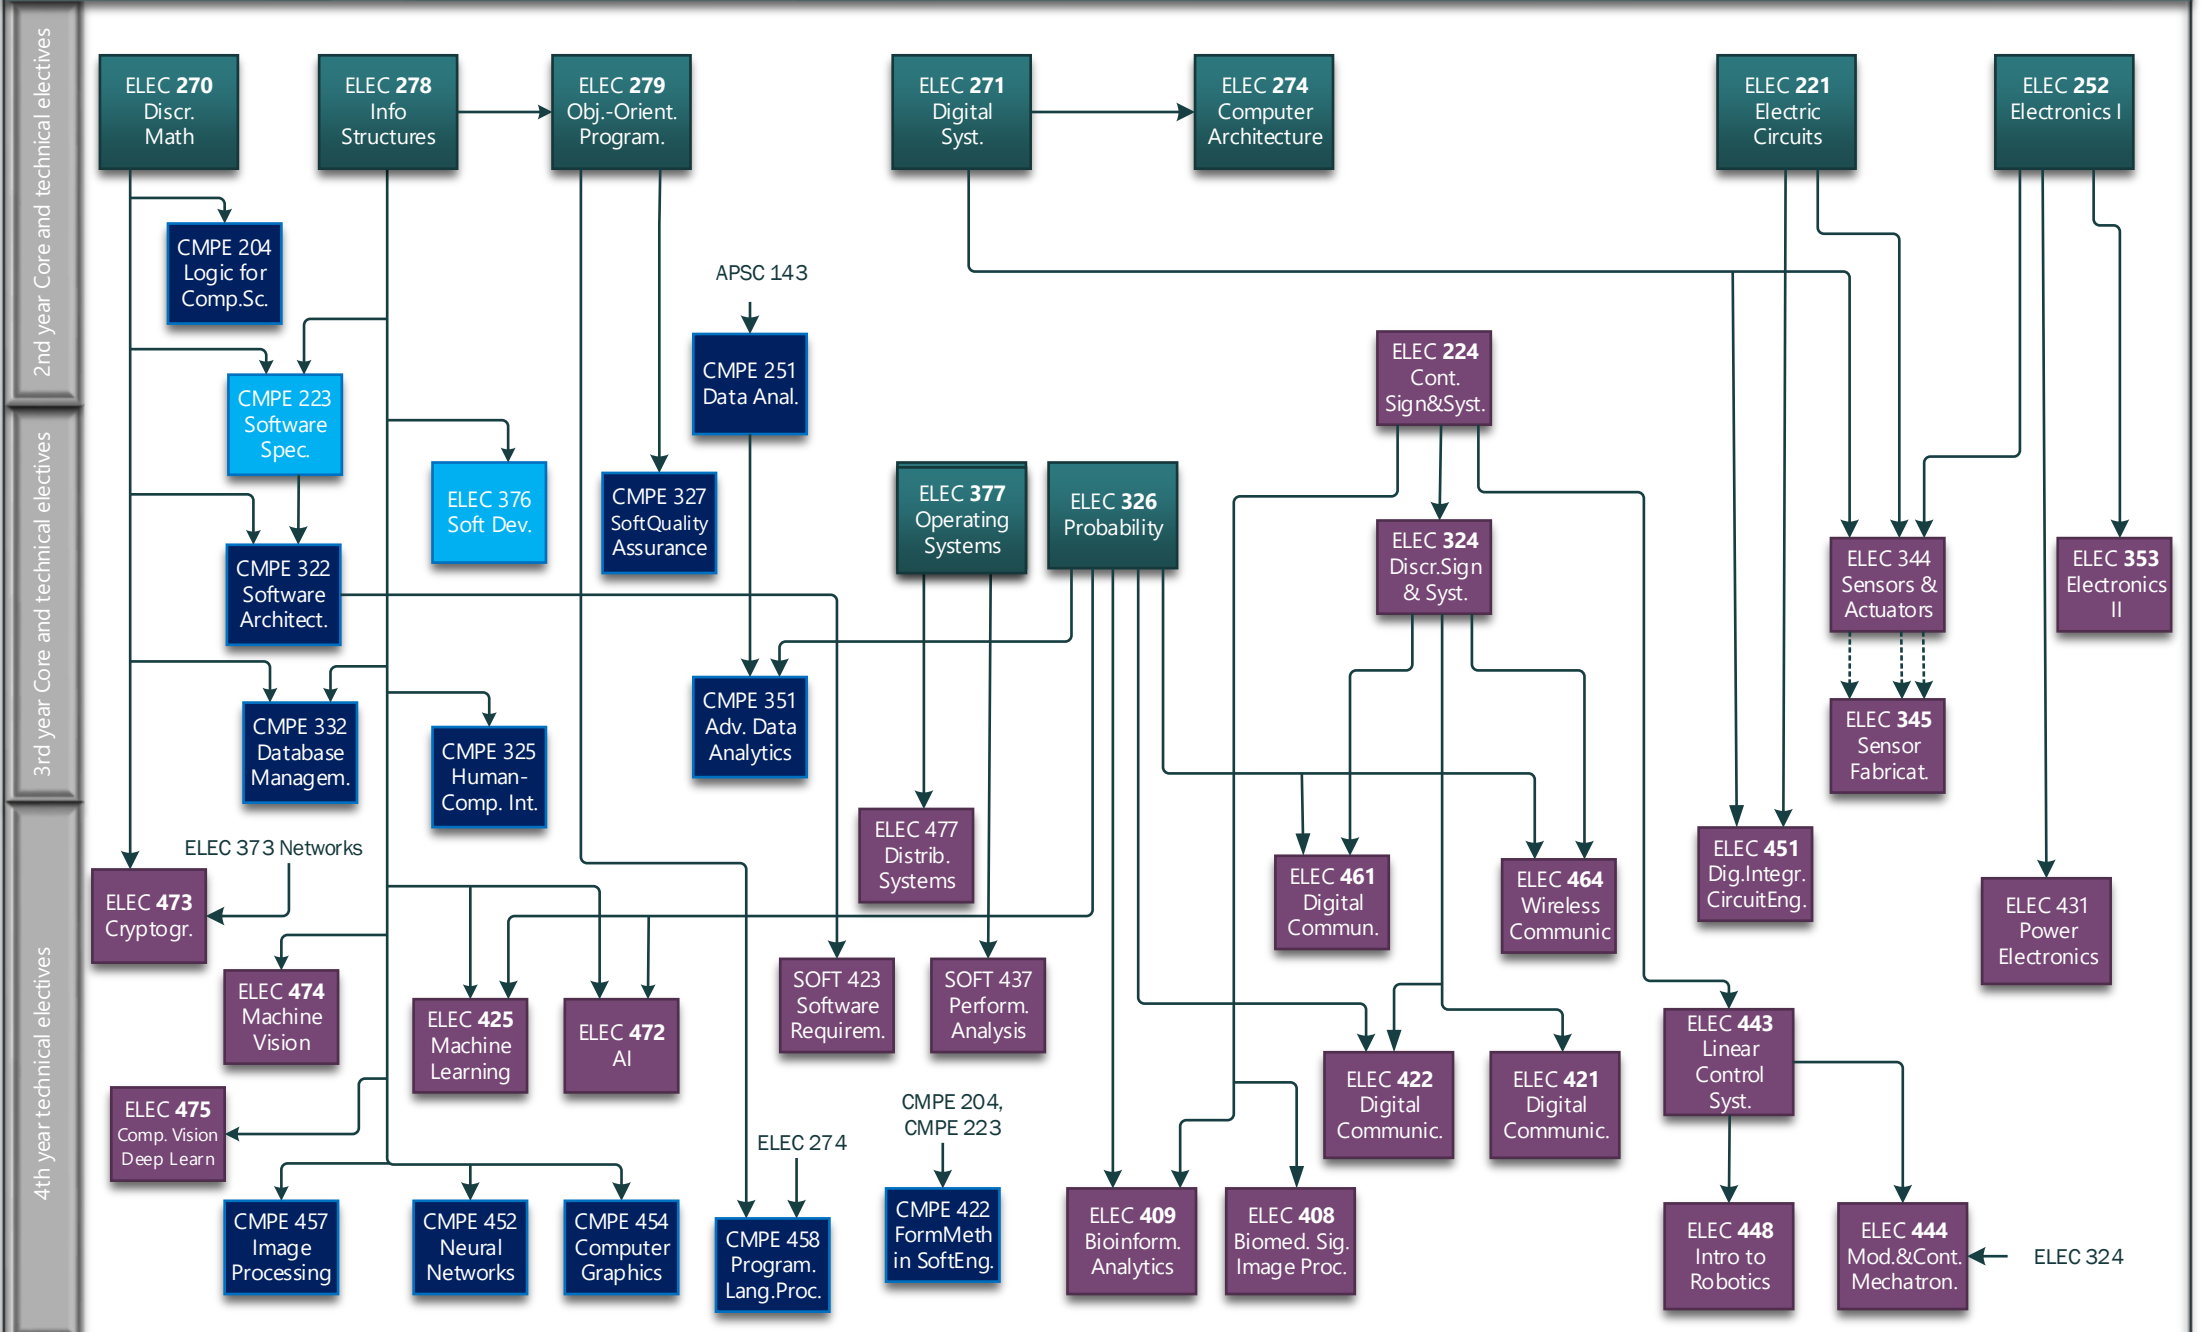 2nd year Core and technical electives
3rd year Core and technical electives
4th year technical electives
ELEC 270
Discr.
Math
ELEC 278
Info
Structures
ELEC 279
Obj.-Orient.
Program.
ELEC 271
Digital
Syst.
ELEC 274
Computer
Architecture
ELEC 221
Electric
Circuits
ELEC 252
Electronics I
CMPE 204
Logic for
Comp.Sc.
APSC 143
CMPE 251
Data Anal.
ELEC 224
Cont.
Sign&Syst.
CMPE 223
Software
Spec.
ELEC 376
Soft Dev.
CMPE 327
SoftQuality
Assurance
ELEC 377
Operating
Systems
ELEC 326
Probability
ELEC 324
Discr.Sign
& Syst.
ELEC 344
Sensors &
Actuators
ELEC 353
Electronics
II
CMPE 322
Software
Architect.
CMPE 332
Database
Managem.
CMPE 325
Human-
Comp. Int.
CMPE 351
Adv. Data
Analytics
ELEC 345
Sensor
Fabricat.
ELEC 373 Networks
ELEC 473
Cryptogr.
ELEC 477
Distrib.
Systems
ELEC 461
Digital
Commun.
ELEC 464
Wireless
Communic
ELEC 451
Dig.Integr.
CircuitEng.
ELEC 431
Power
Electronics
ELEC 474
Machine
Vision
ELEC 425
Machine
Learning
ELEC 472
AI
SOFT 423
Software
Requirem.
SOFT 437
Perform.
Analysis
ELEC 422
Digital
Communic.
ELEC 421
Digital
Communic.
ELEC 443
Linear
Control
Syst.
ELEC 475
Comp. Vision
Deep Learn
CMPE 204,
CMPE 223
ELEC 274
CMPE 457
Image
Processing
CMPE 452
Neural
Networks
CMPE 454
Computer
Graphics
CMPE 458
Program.
Lang.Proc.
CMPE 422
FormMeth
in SoftEng.
ELEC 409
Bioinform.
Analytics
ELEC 408
Biomed. Sig.
Image Proc.
ELEC 448
Intro to
Robotics
ELEC 444
Mod.&Cont.
Mechatron.
ELEC 324